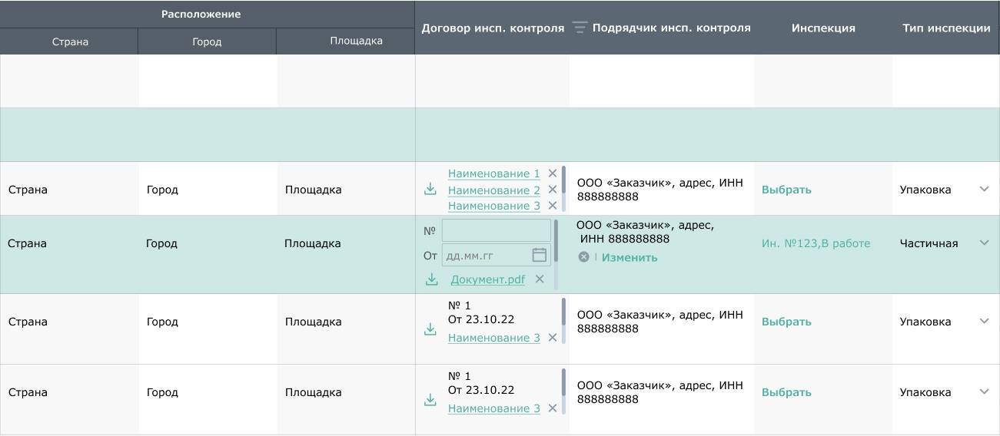 Расположение
Страна
Город
Площадка
Договор инсп. контроля
Подрядчик инсп. контроля
Инспекция
Тип инспекции
Страна
Город
Площадка
Наименование 1
Наименование 2
Наименование 3
ООО «Заказчик», адрес, ИНН
888888888
Выбрать
Упаковка
Страна
Город
Площадка
№
От дд.мм.гг
Документ.pdf
ООО «Заказчик», адрес,
ИНН 888888888
Изменить
Ин. №123,В работе
Частичная
Страна
Город
Площадка
№ 1
От 23.10.22
Наименование 3
ООО «Заказчик», адрес, ИНН
888888888
Выбрать
Упаковка
Страна
Город
Площадка
№ 1
От 23.10.22
Наименование 3
ООО «Заказчик», адрес, ИНН
888888888
Выбрать
Упаковка